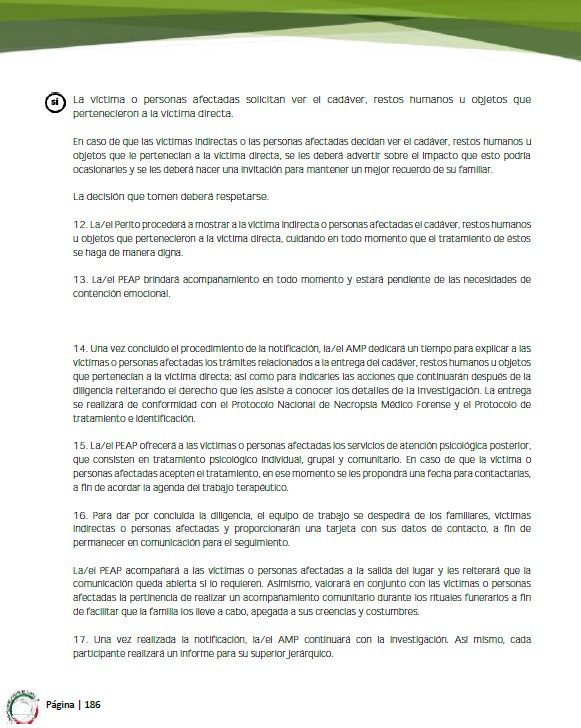 sí La víctima o personas afectadas solicitan ver el cadáver, restos humanos u objetos que
pertenecieron a la víctima directa.
En caso de que las víctimas indirectas o las personas afectadas decidan ver el cadáver, restos humanos u
objetos que le pertenecían a la víctima directa, se les deberá advertir sobre el impacto que esto podría
ocasionarles y se les deberá hacer una invitación para mantener un mejor recuerdo de su familiar.
La decisión que tomen deberá respetarse.
12. La/el Perito procederá a mostrar a la víctima indirecta o personas afectadas el cadáver, restos humanos
u objetos que pertenecieron a la víctima directa, cuidando en todo momento que el tratamiento de éstos
se haga de manera digna.
13. La/el PEAP brindará acompañamiento en todo momento y estará pendiente de las necesidades de
contención emocional.
14. Una vez concluido el procedimiento de la notificación, la/el AMP dedicará un tiempo para explicar a las
víctimas o personas afectadas los trámites relacionados a la entrega del cadáver, restos humanos u objetos
que pertenecían a la víctima directa; así como para indicarles las acciones que continuarán después de la
diligencia reiterando el derecho que les asiste a conocer los detalles de la investigación. La entrega
se realizará de conformidad con el Protocolo Nacional de Necropsia Médico Forense y el Protocolo de
tratamiento e identificación.
15. La/el PEAP ofrecerá a las víctimas o personas afectadas los servicios de atención psicológica posterior,
que consisten en tratamiento psicológico individual, grupal y comunitario. En caso de que la víctima o
personas afectadas acepten el tratamiento, en ese momento se les propondrá una fecha para contactarlas,
a fin de acordar la agenda del trabajo terapéutico.
16. Para dar por concluida la diligencia, el equipo de trabajo se despedirá de los familiares, víctimas
indirectas o personas afectadas y proporcionarán una tarjeta con sus datos de contacto, a fin de
permanecer en comunicación para el seguimiento.
La/el PEAP acompañará a las víctimas o personas afectadas a la salida del lugar y les reiterará que la
comunicación queda abierta si lo requieren. Asimismo, valorará en conjunto con las víctimas o personas
afectadas la pertinencia de realizar un acompañamiento comunitario durante los rituales funerarios a fin
de facilitar que la familia los lleve a cabo, apegada a sus creencias y costumbres.
17. Una vez realizada la notificación, la/el AMP continuará con la investigación. Así mismo, cada
participante realizará un informe para su superior jerárquico.
Página | 186